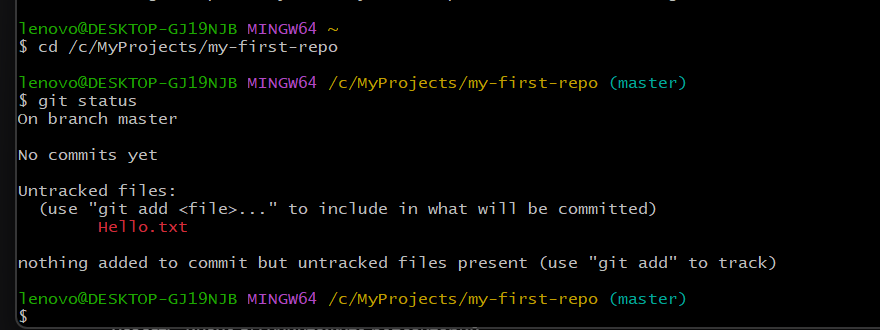 lenovo@DESKTOP-GJ19NJB MINGW64 ~
$ cd /c/MyProjects/my-first-repo
lenovo@DESKTOP-GJ19NJB MINGW64 /c/MyProjects/my-first-repo (master)
$ git status
On branch master
No commits yet
Untracked files:
(use "git add <file>..." to include in what will be committed)
Hello.txt
nothing added to commit but untracked files present (use "git add" to track)
lenovo@DESKTOP-GJ19NJB MINGW64 /c/MyProjects/my-first-repo (master)
$